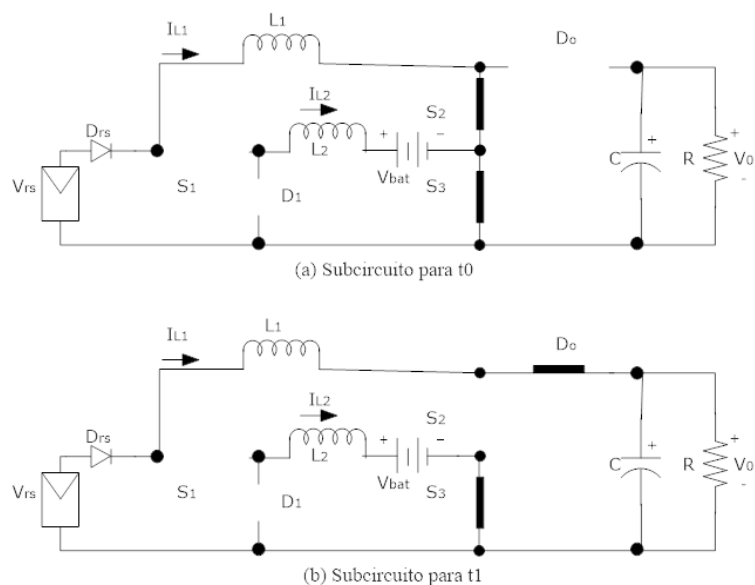 L1
IL1
Do
IL2
S2
+
-
Drs
L2
+
C
R
+
V0
-
Vrs
S1
D1
Vbat
S3
(a) Subcircuito para t0
L1
IL1
Do
IL2
S2
+
-
Drs
L2
+
C
R
+
V0
-
Vrs
S1
D1
Vbat
S3
(b) Subcircuito para t1